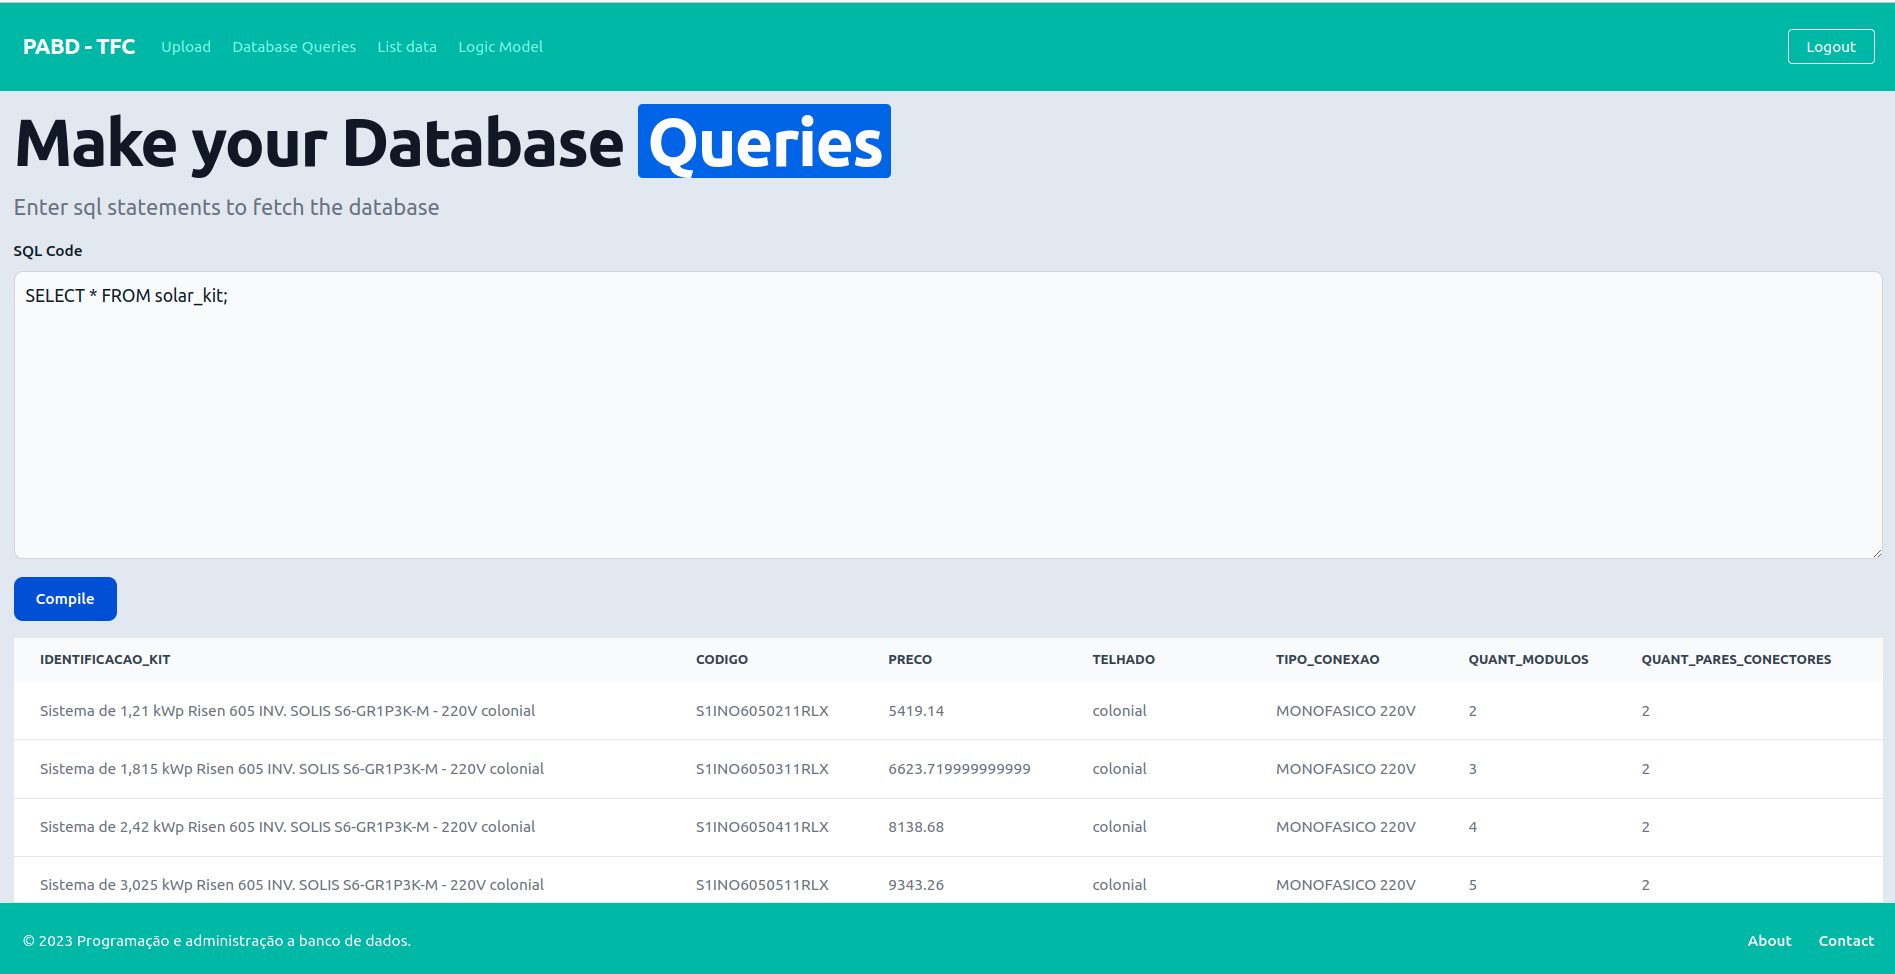 PABD - TFC Upload Database Queries List data Logic Model Logout
Make your Database Queries
Enter sql statements to fetch the database
SQL Code
SELECT * FROM solar_kit;
Compile
IDENTIFICACAO_KIT CODIGO PRECO TELHADO TIPO_CONEXAO QUANT_MODULOS QUANT_PARES_CONECTORES
Sistema de 1,21 kWp Risen 605 INV. SOLIS S6-GR1P3K-M - 220V colonial S1INO6050211RLX 5419.14 colonial MONOFASICO 220V 2 2
Sistema de 1,815 kWp Risen 605 INV. SOLIS S6-GR1P3K-M - 220V colonial S1INO6050311RLX 6623.719999999999 colonial MONOFASICO 220V 3 2
Sistema de 2,42 kWp Risen 605 INV. SOLIS S6-GR1P3K-M - 220V colonial S1INO6050411RLX 8138.68 colonial MONOFASICO 220V 4 2
Sistema de 3,025 kWp Risen 605 INV. SOLIS S6-GR1P3K-M - 220V colonial S1INO6050511RLX 9343.26 colonial MONOFASICO 220V 5 2
© 2023 Programação e administração a banco de dados. About Contact